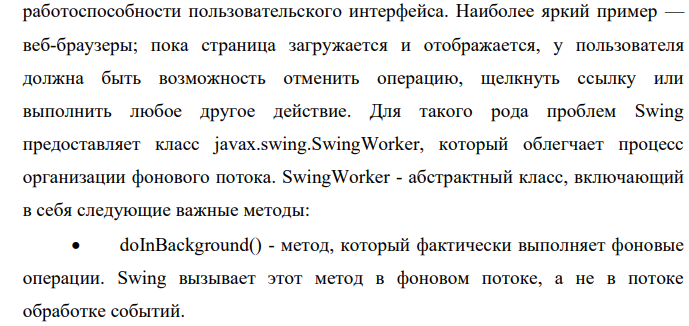 работоспособности пользовательского интерфейса. Наиболее яркий пример —
веб-браузеры; пока страница загружается и отображается, у пользователя
должна быть возможность отменить операцию, щелкнуть ссылку или
выполнить любое другое действие. Для такого рода проблем Swing
предоставляет класс javax.swing.SwingWorker, который облегчает процесс
организации фонового потока. SwingWorker - абстрактный класс, включающий
в себя следующие важные методы:
• doInBackground() - метод, который фактически выполняет фоновые
операции. Swing вызывает этот метод в фоновом потоке, а не в потоке
обработке событий.